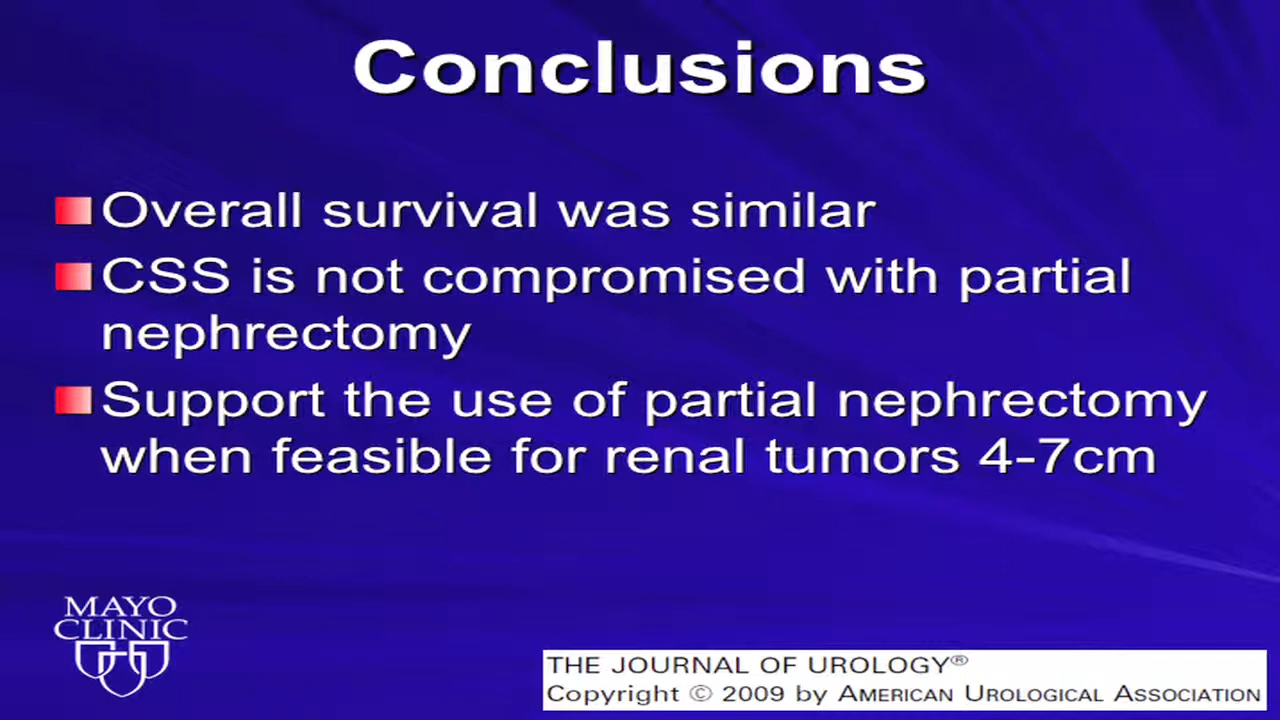 Conclusions
Overall survival was similar
CSS is not compromised with partial
nephrectomy
Support the use of partial nephrectomy
when feasible for renal tumors 4-7cm
MAYO
CLINIC
THE JOURNAL OF UROLOGY®
Copyright © 2009 by AMERICAN UROLOGICAL ASSOCIATION